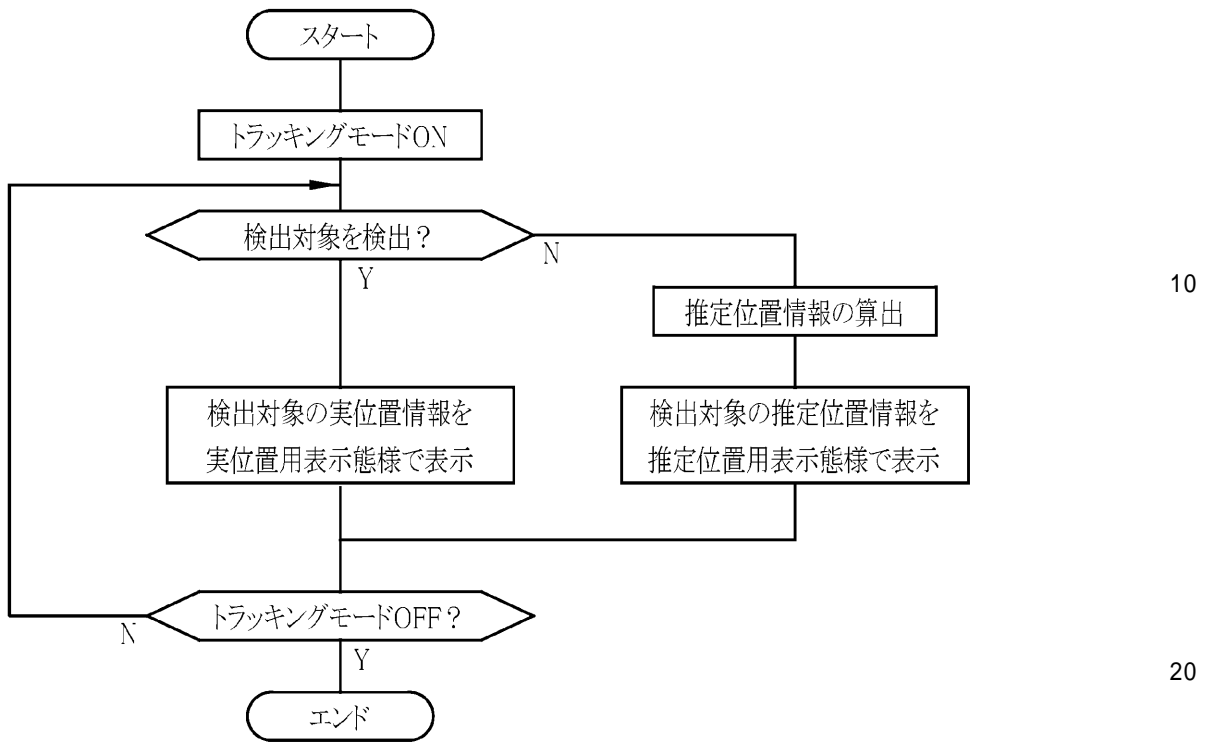 スタート
トラッキングモードON
検出対象を検出？
N
Y
10
推定位置情報の算出
検出対象の実位置情報を
実位置用表示態様で表示
検出対象の推定位置情報を
推定位置用表示態様で表示
トラッキングモードOFF？
N
Y
20
エンド